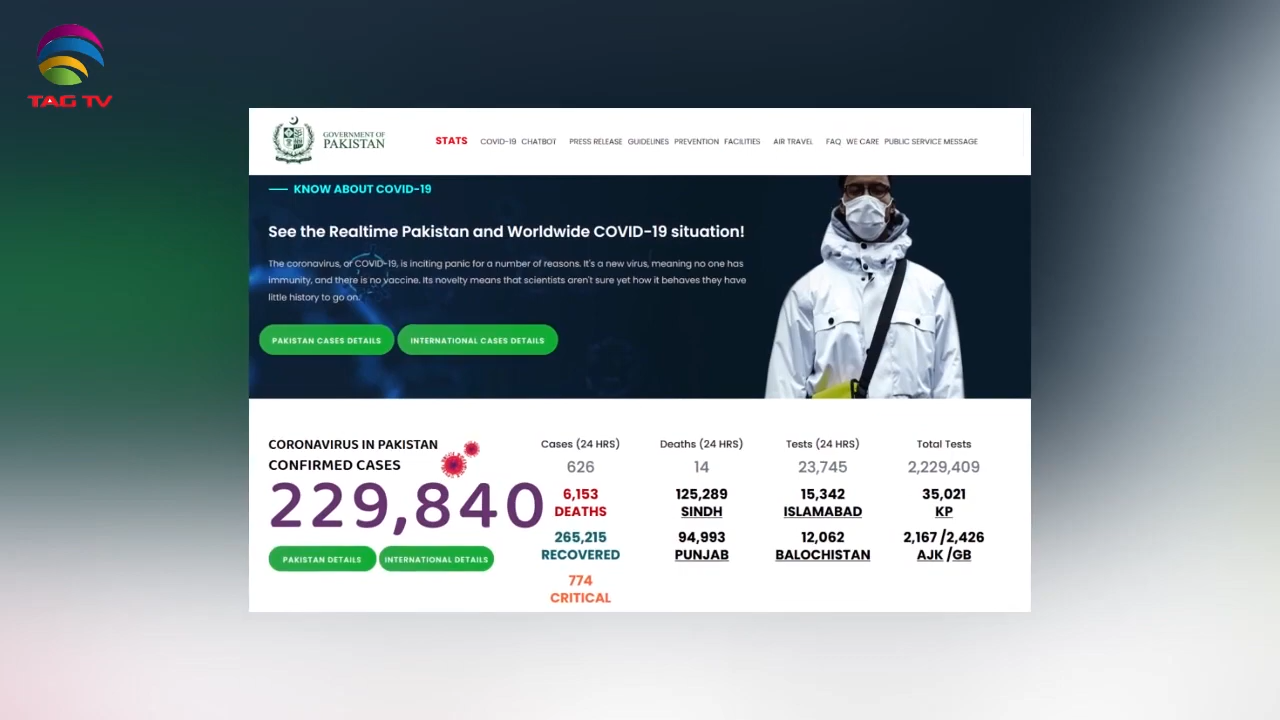 TAG TV
GOVERNMENT OF
PAKISTAN
STATS COVID-19 CHATBOT PRESS RELEASE GUIDELINES PREVENTION FACILITIES AIR TRAVEL FAQ WE CARE PUBLIC SERVICE MESSAGE
KNOW ABOUT COVID-19
See the Realtime Pakistan and Worldwide COVID-19 situation!
The coronavirus, or COVID-19, is inciting panic for a number of reasons. It's a new virus, meaning no one has
immunity, and there is no vaccine. Its novelty means that scientists aren't sure yet how it behaves they have
little history to go on.
PAKISTAN CASES DETAILS INTERNATIONAL CASES DETAILS
CORONAVIRUS IN PAKISTAN
CONFIRMED CASES
229,840
PAKISTAN DETAILS INTERNATIONAL DETAILS
Cases (24 HRS) Deaths (24 HRS) Tests (24 HRS) Total Tests
626 14 23,745 2,229,409
6,153 125,289 15,342 35,021
DEATHS SINDH ISLAMABAD KP
265,215 94,993 12,062 2,167 /2,426
RECOVERED PUNJAB BALOCHISTAN AJK /GB
774
CRITICAL